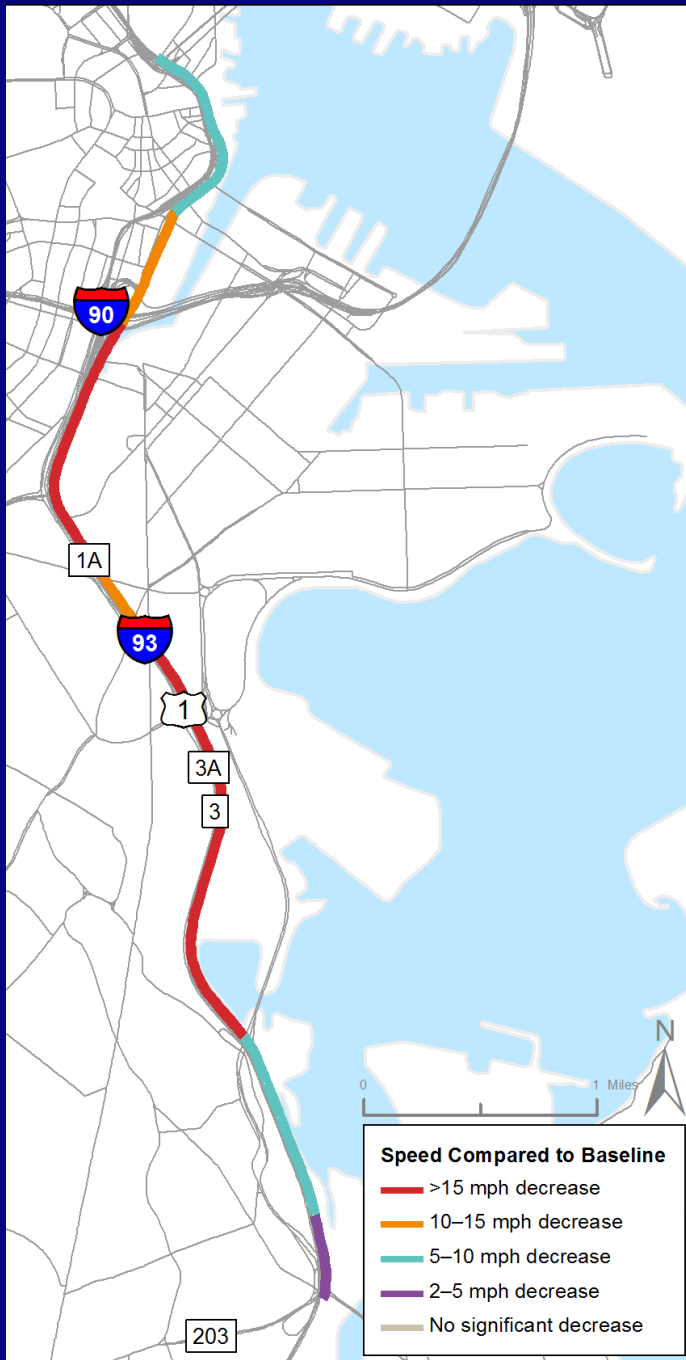 90
1A
93
1
3A
3
N
0 1 Miles
Speed Compared to Baseline
>15 mph decrease
10–15 mph decrease
5–10 mph decrease
2–5 mph decrease
No significant decrease
203